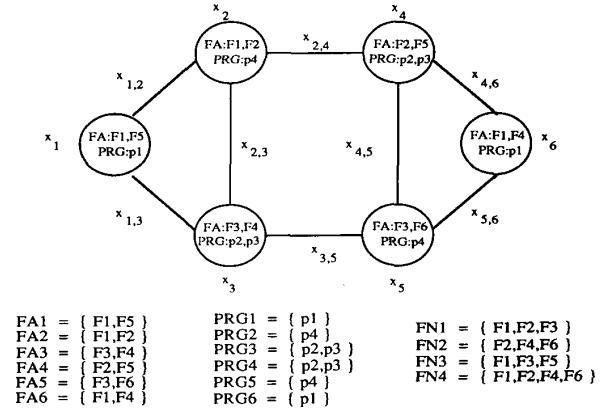 x2
x4
FA:F1,F2
PRG:p4
x2,4
FA:F2,F5
PRG:p2,p3
x1,2
x4,6
x1
FA:F1,F5
PRG:p1
x2,3
x4,5
FA:F1,F4
PRG:p1
x6
x1,3
FA:F3,F4
PRG:p2,p3
x3,5
FA:F3,F6
PRG:p4
x5,6
x3
x5
FA1 = { F1,F5 }
FA2 = { F1,F2 }
FA3 = { F3,F4 }
FA4 = { F2,F5 }
FA5 = { F3,F6 }
FA6 = { F1,F4 }
PRG1 = { p1 }
PRG2 = { p4 }
PRG3 = { p2,p3 }
PRG4 = { p2,p3 }
PRG5 = { p4 }
PRG6 = { p1 }
FN1 = { F1,F2,F3 }
FN2 = { F2,F4,F6 }
FN3 = { F1,F3,F5 }
FN4 = { F1,F2,F4,F6 }